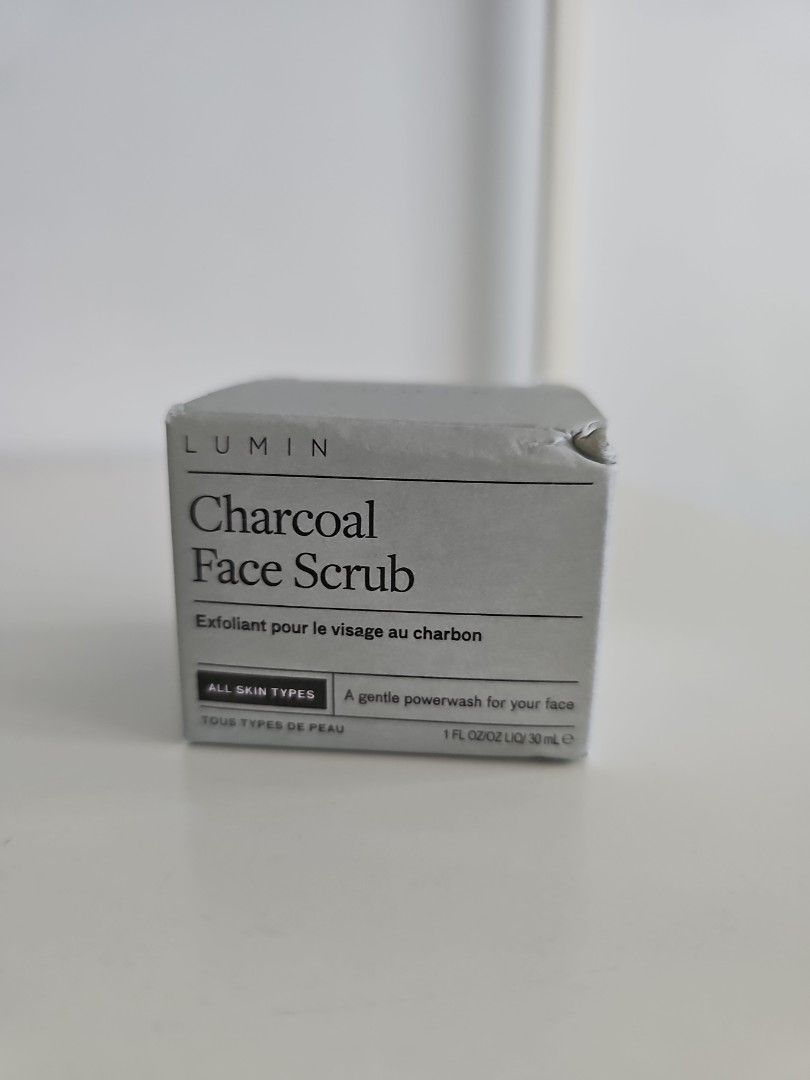 LUMIN
Charcoal
Face Scrub
Exfoliant pour le visage au charbon
ALL SKIN TYPES
A gentle powerwash for your face
TOUS TYPES DE PEAU
1 FL OZ/OZ LIQ/ 30 mL ℮